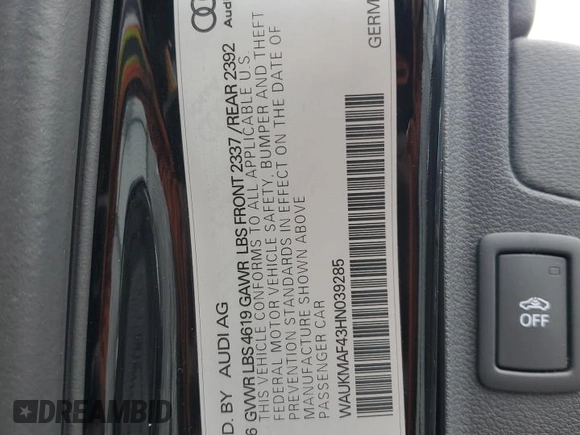 Audi
GERM
D. BY AUDI AG
6 GVWR LBS 4619 GAWR LBS FRONT 2337 / REAR 2392
THIS VEHICLE CONFORMS TO ALL APPLICABLE U.S.
FEDERAL MOTOR VEHICLE SAFETY, BUMPER AND THEFT
PREVENTION STANDARDS IN EFFECT ON THE DATE OF
MANUFACTURE SHOWN ABOVE
PASSENGER CAR
WAUKMAF43HN039285
OFF
DREAMBID